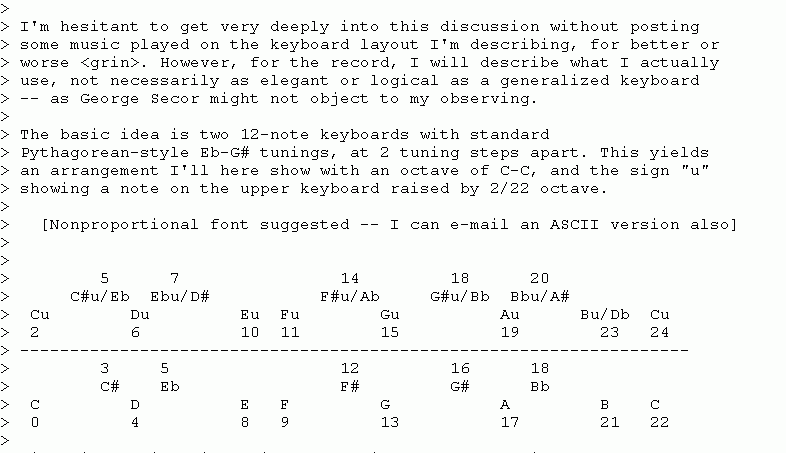 >
> I'm hesitant to get very deeply into this discussion without posting
> some music played on the keyboard layout I'm describing, for better or
> worse <grin>. However, for the record, I will describe what I actually
> use, not necessarily as elegant or logical as a generalized keyboard
> -- as George Secor might not object to my observing.
>
> The basic idea is two 12-note keyboards with standard
> Pythagorean-style Eb-G# tunings, at 2 tuning steps apart. This yields
> an arrangement I'll here show with an octave of C-C, and the sign "u"
> showing a note on the upper keyboard raised by 2/22 octave.
>
>   [Nonproportional font suggested -- I can e-mail an ASCII version also]
>
>
>         5      7                14         18     20
>      C#u/Eb  Ebu/D#           F#u/Ab     G#u/Bb  Bbu/A#
>  Cu         Du         Eu  Fu        Gu          Au      Bu/Db  Cu
>  2          6          10  11        15          19        23   24
> -------------------------------------------------------------------
>         3     5                 12         16      18
>         C#    Eb                F#         G#      Bb
>  C          D          E   F         G           A         B    C
>  0          4          8   9         13          17        21   22
>